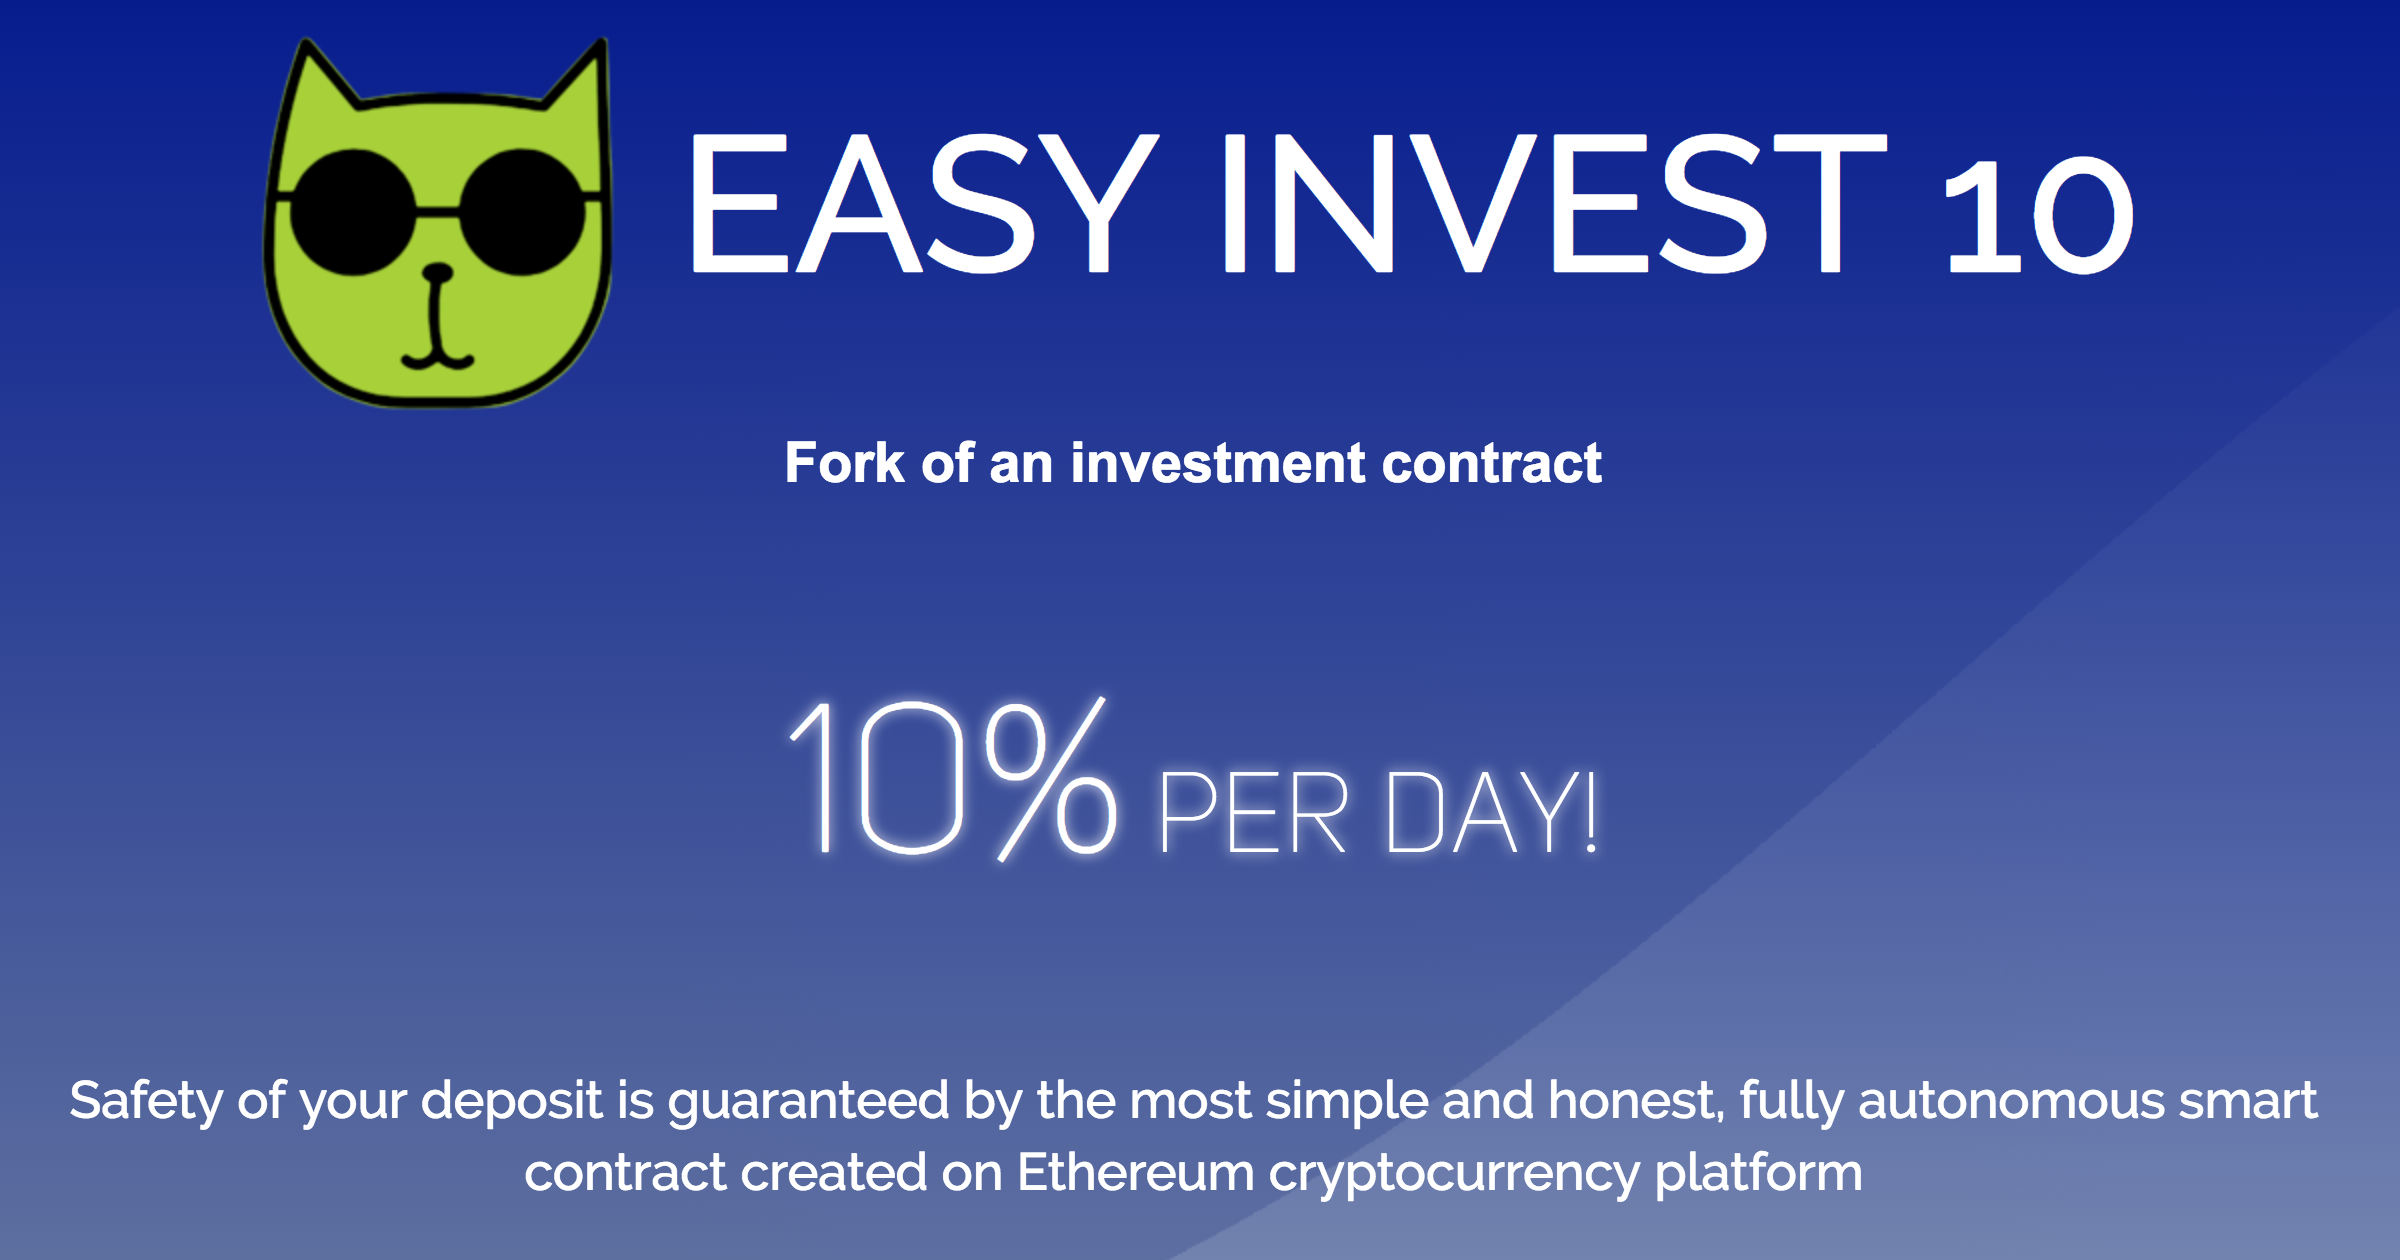 EASY INVEST 10
Fork of an investment contract
10% PER DAY!
Safety of your deposit is guaranteed by the most simple and honest, fully autonomous smart
contract created on Ethereum cryptocurrency platform